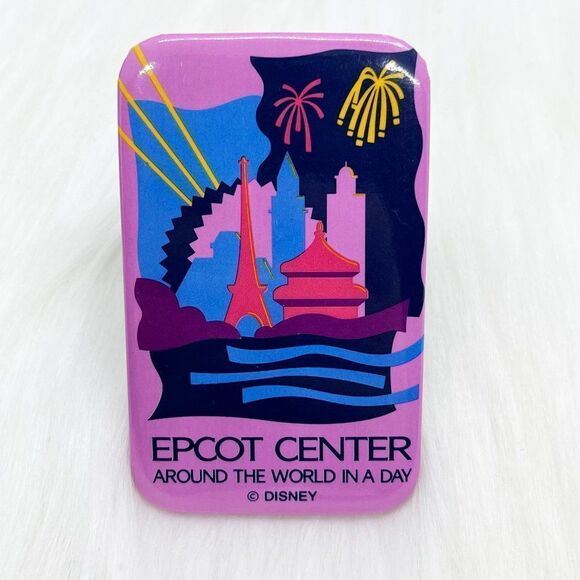 EPCOT CENTER
AROUND THE WORLD IN A DAY
© DISNEY